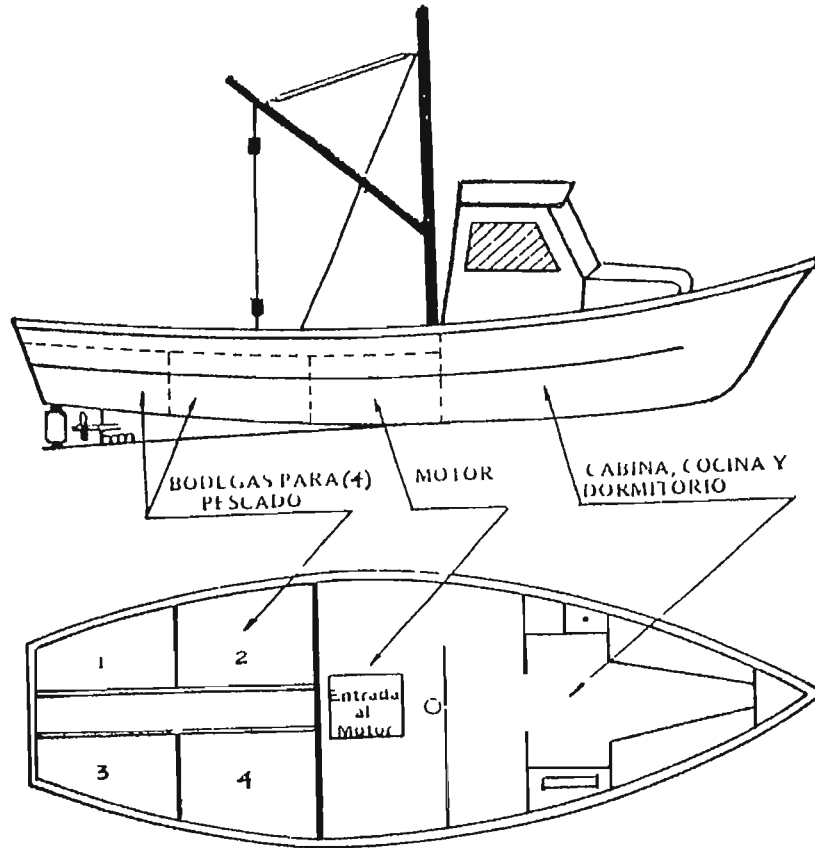 BODEGAS PARA (4)
PESCADO
MOTOR
CABINA, COCINA Y
DORMITORIO
1
2
Entrada
al
Motor
3
4